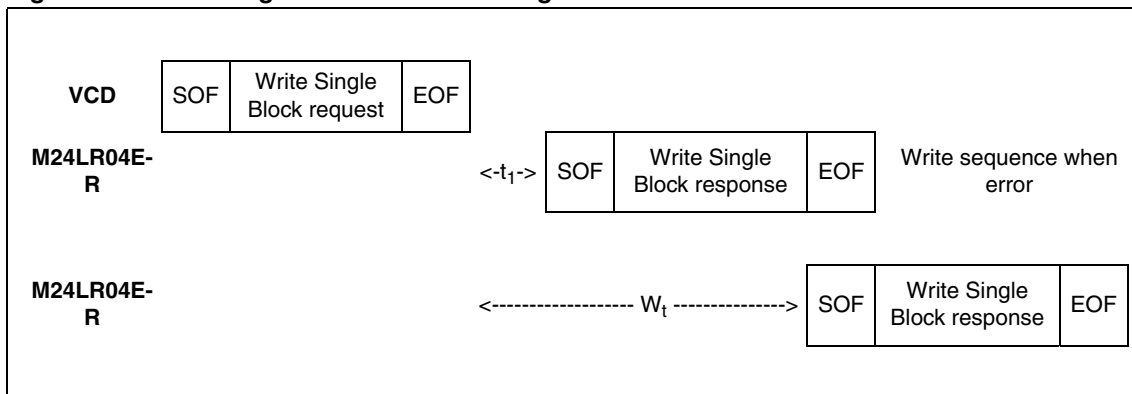 VCD SOF Write Single Block request EOF
M24LR04E-R <-t1-> SOF Write Single Block response EOF Write sequence when error
M24LR04E-R <------------------- Wt ---------------> SOF Write Single Block response EOF